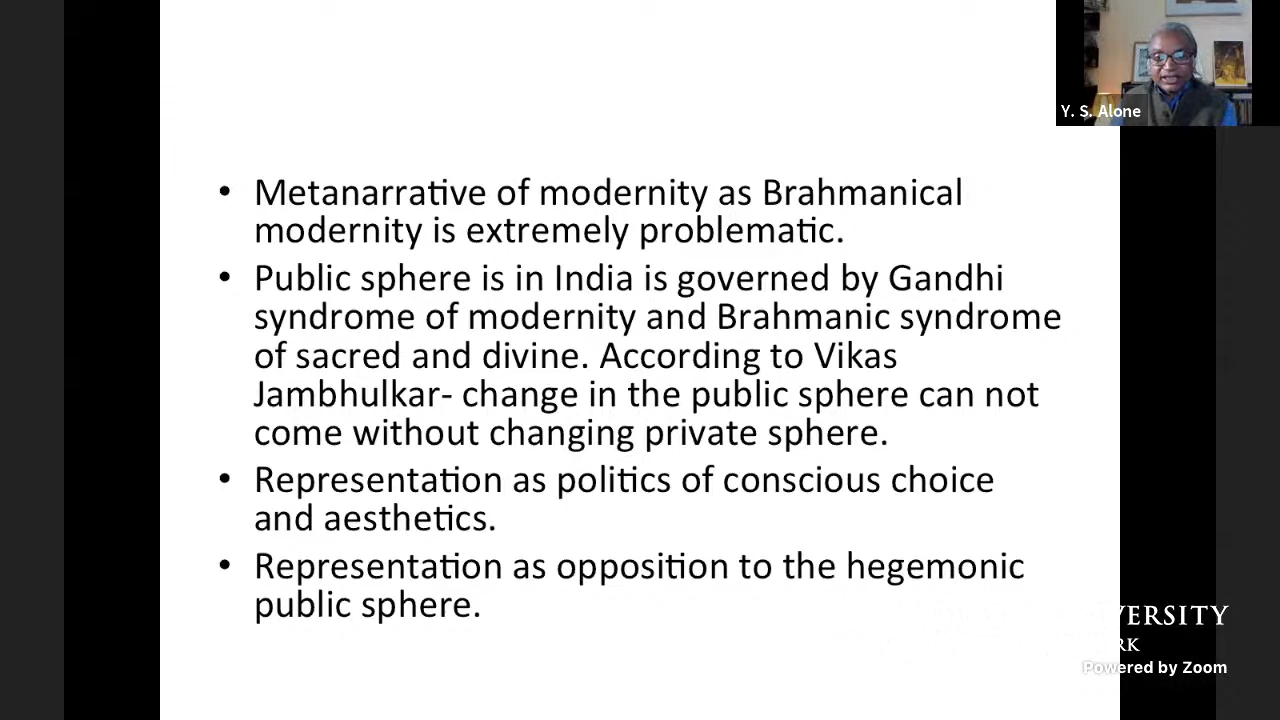 Y. S. Alone
• Metanarrative of modernity as Brahmanical
modernity is extremely problematic.
• Public sphere is in India is governed by Gandhi
syndrome of modernity and Brahmanic syndrome
of sacred and divine. According to Vikas
Jambhulkar- change in the public sphere can not
come without changing private sphere.
• Representation as politics of conscious choice
and aesthetics.
• Representation as opposition to the hegemonic
public sphere.
VERSITY
RK
Powered by Zoom